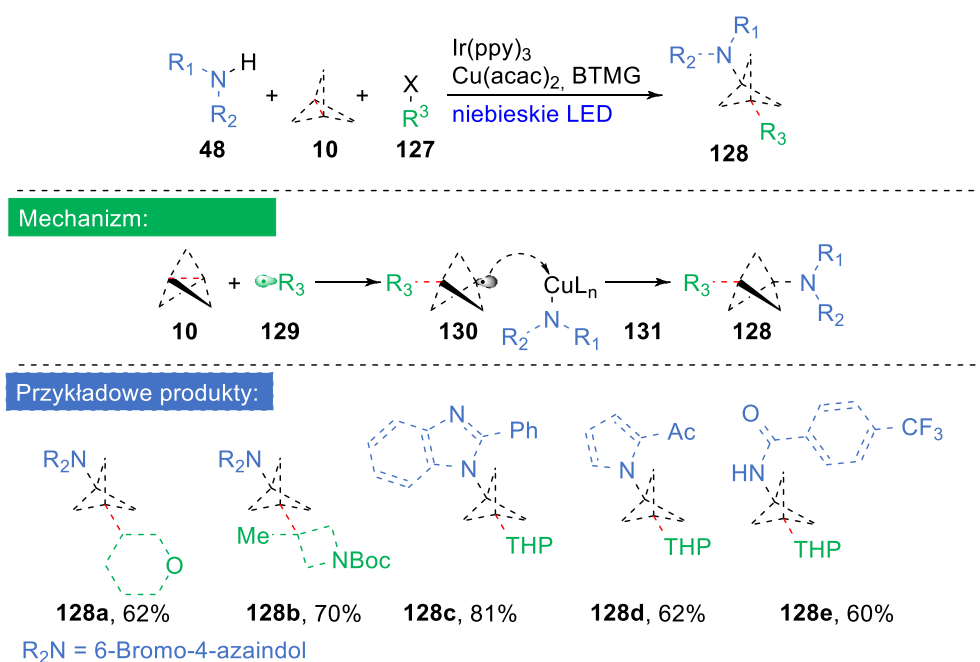 R1 N H R2
48
+
10
+
X R³
127
Ir(ppy)3
Cu(acac)2, BTMG
niebieskie LED
R1 R2 N R3
128
Mechanizm:
10
+
R3
129
R3
130
CuLn
N
R2 R1
131
R3 N R1 R2
128
Przykładowe produkty:
R2N
O
128a, 62%
R2N
Me
NBoc
128b, 70%
N
Ph
N
THP
128c, 81%
Ac
N
THP
128d, 62%
O
CF3
HN
THP
128e, 60%
R2N = 6-Bromo-4-azaindol